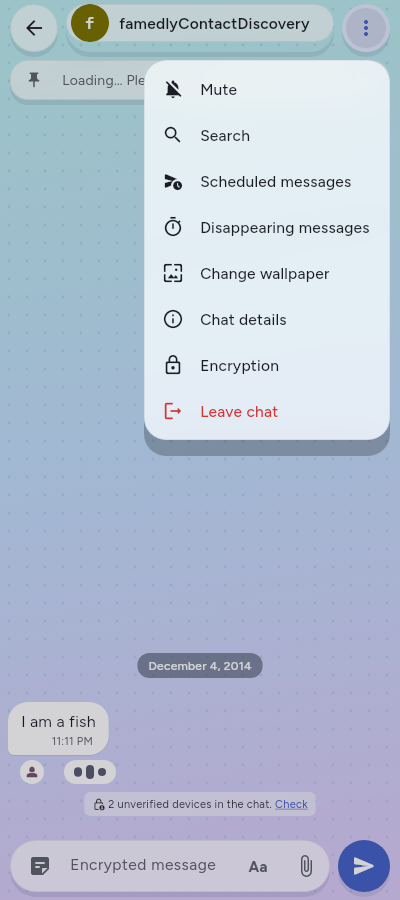 f
famedlyContactDiscovery
Loading... Ple
Mute
Search
Scheduled messages
Disappearing messages
Change wallpaper
Chat details
Encryption
Leave chat
December 4, 2014
I am a fish
11:11 PM
2 unverified devices in the chat. Check
Encrypted message
Aa